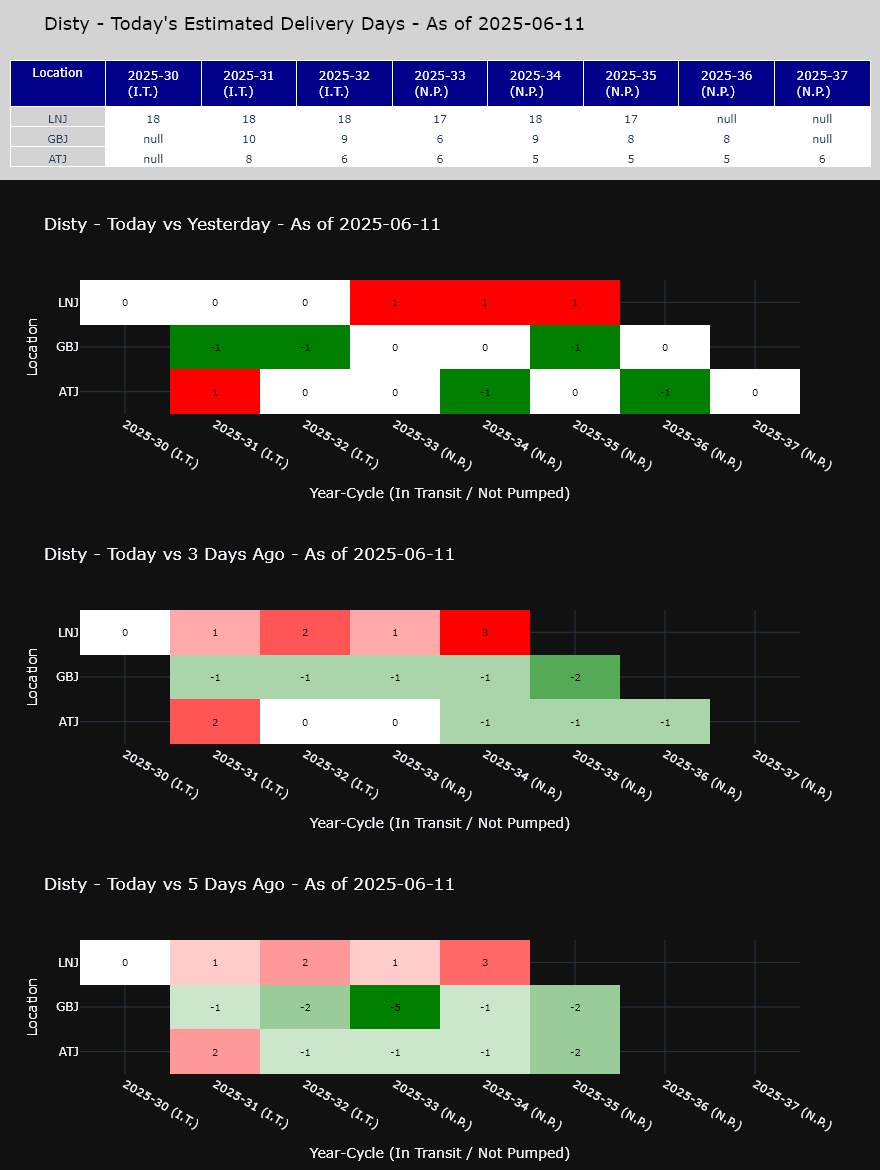 Disty - Today's Estimated Delivery Days - As of 2025-06-11
Location 2025-30 (I.T.) 2025-31 (I.T.) 2025-32 (I.T.) 2025-33 (N.P.) 2025-34 (N.P.) 2025-35 (N.P.) 2025-36 (N.P.) 2025-37 (N.P.)
LNJ 18 18 18 17 18 17 null null
GBJ null 10 9 6 9 8 8 null
ATJ null 8 6 6 5 5 5 6
Disty - Today vs Yesterday - As of 2025-06-11
Location
LNJ 0 0 0 1 1 1
GBJ -1 -1 0 0 -1 0
ATJ 1 0 0 -1 0 -1 0
2025-30 (I.T.) 2025-31 (I.T.) 2025-32 (I.T.) 2025-33 (N.P.) 2025-34 (N.P.) 2025-35 (N.P.) 2025-36 (N.P.) 2025-37 (N.P.)
Year-Cycle (In Transit / Not Pumped)
Disty - Today vs 3 Days Ago - As of 2025-06-11
Location
LNJ 0 1 2 1 3
GBJ -1 -1 -1 -1 -2
ATJ 2 0 0 -1 -1 -1
2025-30 (I.T.) 2025-31 (I.T.) 2025-32 (I.T.) 2025-33 (N.P.) 2025-34 (N.P.) 2025-35 (N.P.) 2025-36 (N.P.) 2025-37 (N.P.)
Year-Cycle (In Transit / Not Pumped)
Disty - Today vs 5 Days Ago - As of 2025-06-11
Location
LNJ 0 1 2 1 3
GBJ -1 -2 -5 -1 -2
ATJ 2 -1 -1 -1 -2
2025-30 (I.T.) 2025-31 (I.T.) 2025-32 (I.T.) 2025-33 (N.P.) 2025-34 (N.P.) 2025-35 (N.P.) 2025-36 (N.P.) 2025-37 (N.P.)
Year-Cycle (In Transit / Not Pumped)